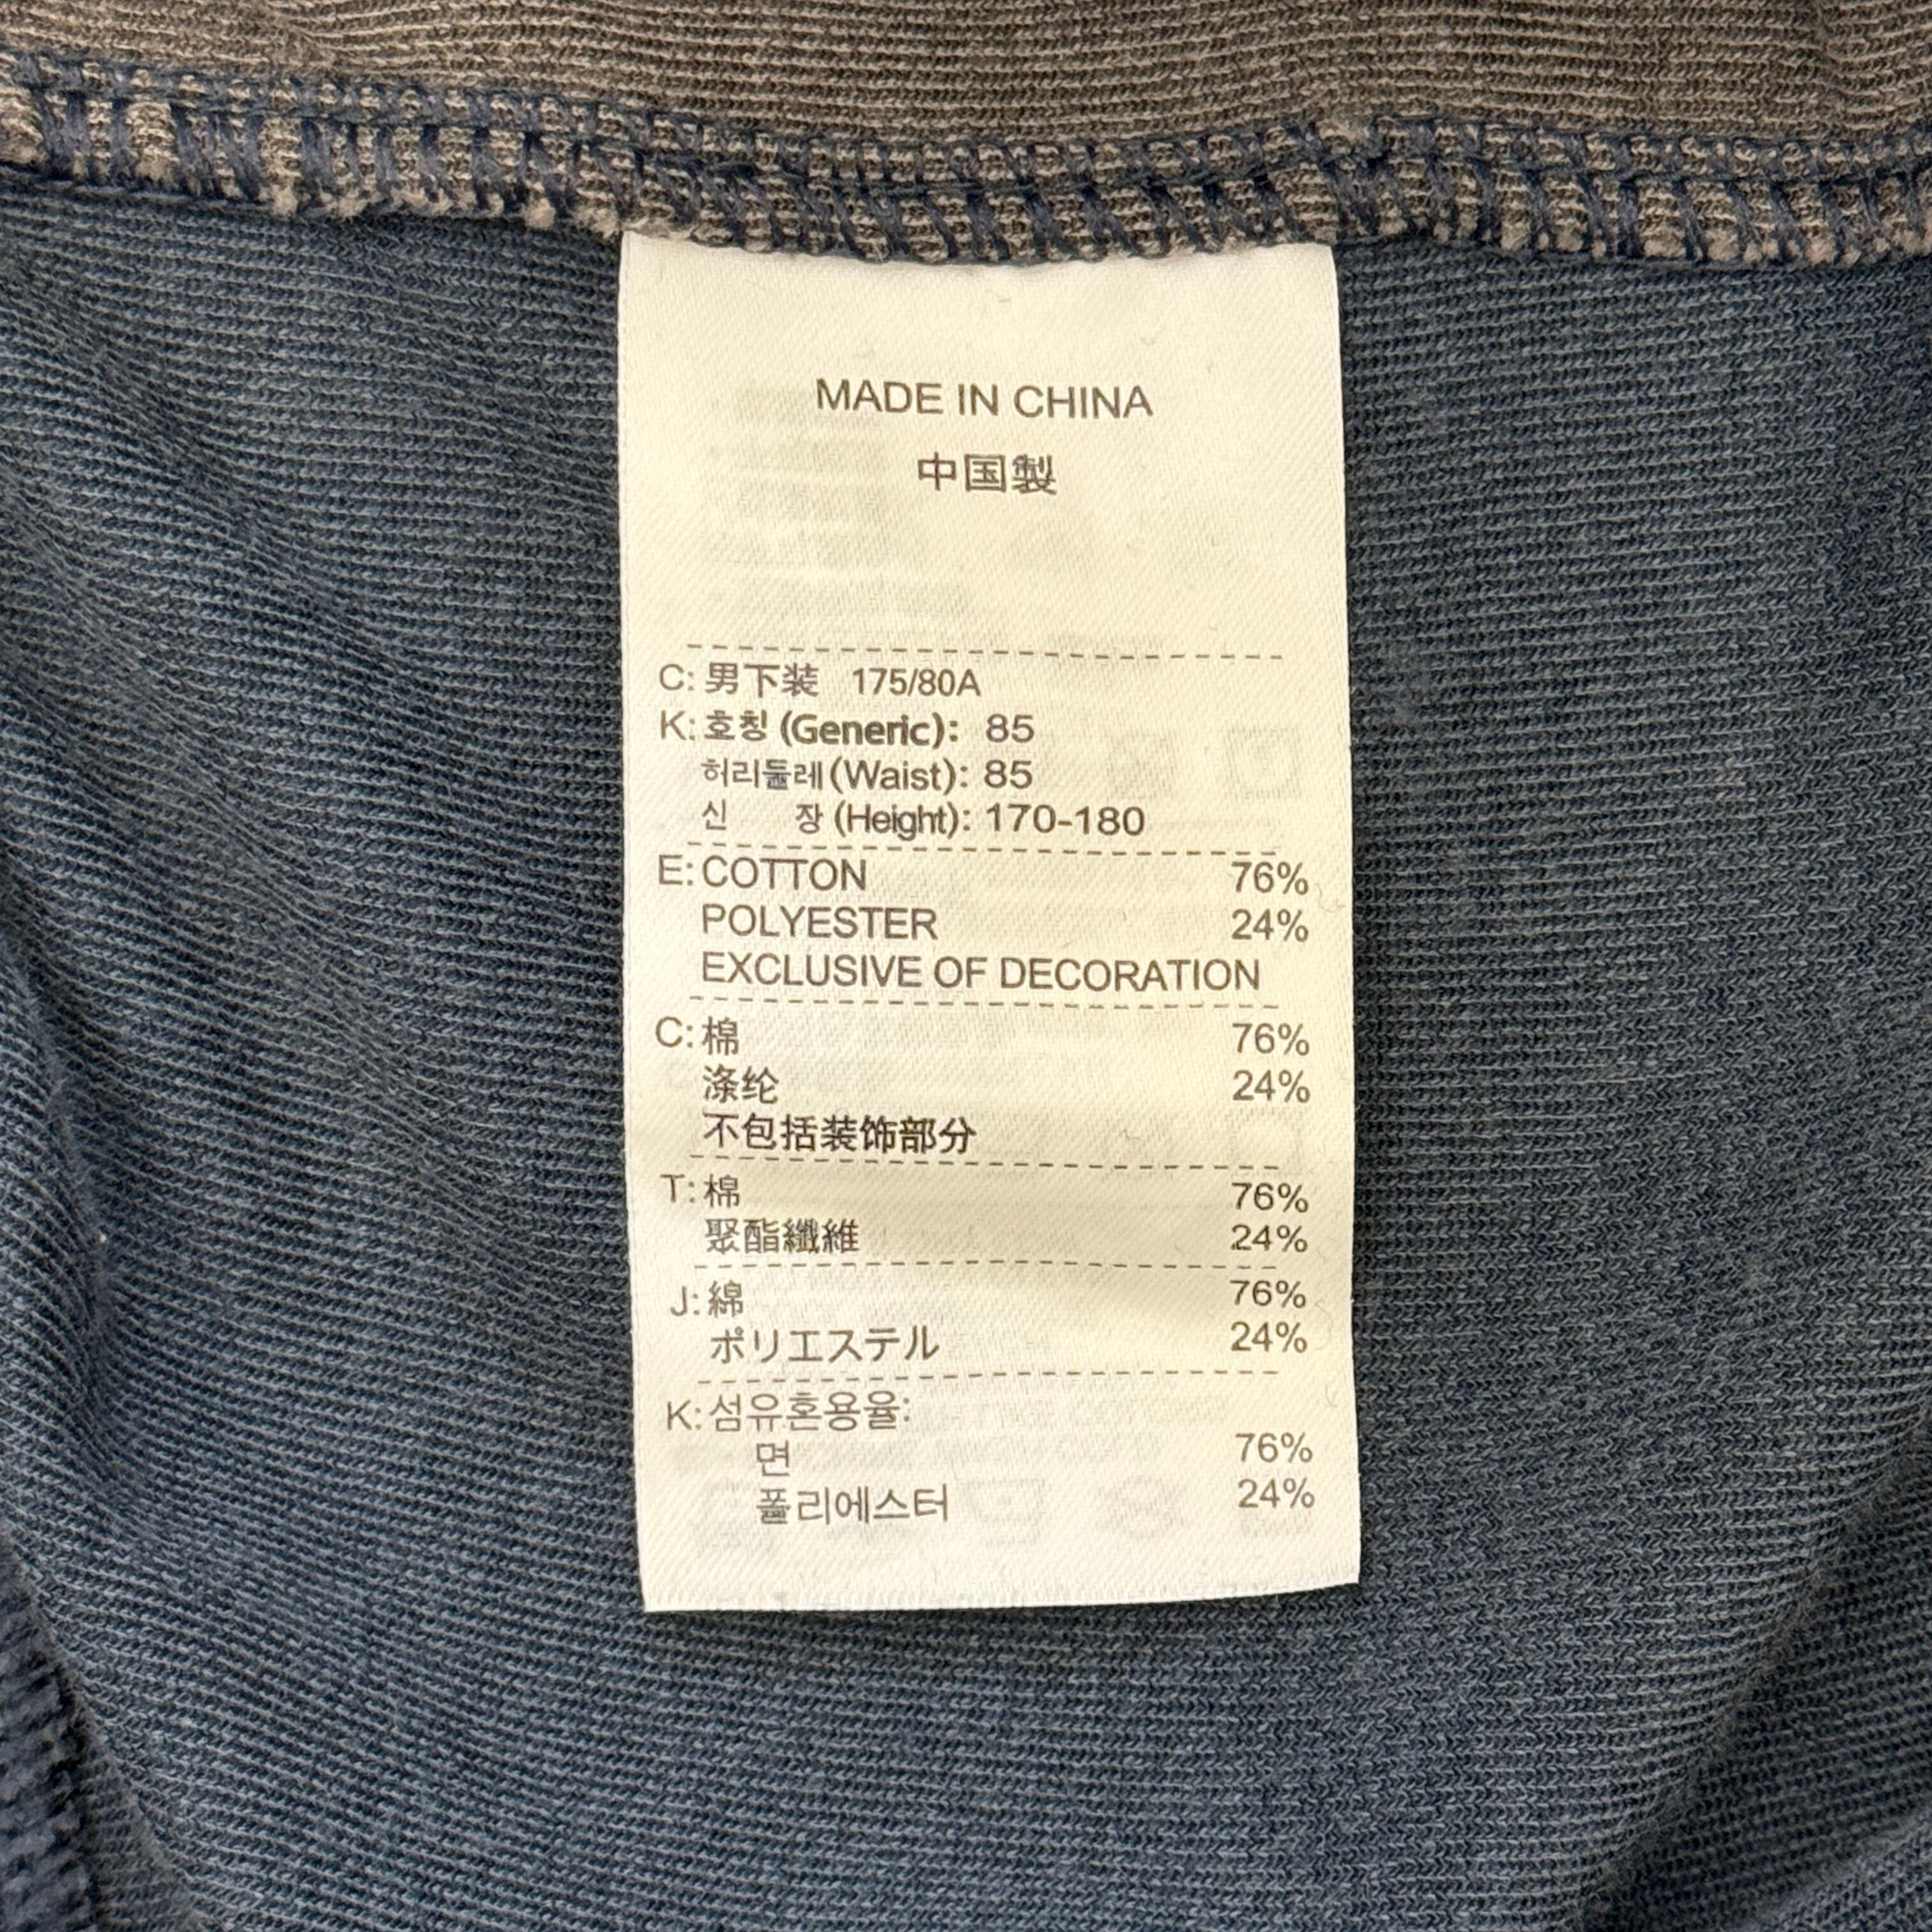 MADE IN CHINA
中国製
C: 男下装 175/80A
K: 호칭 (Generic): 85
허리둘레 (Waist): 85
신 장 (Height): 170-180
E: COTTON 76%
POLYESTER 24%
EXCLUSIVE OF DECORATION
C: 棉 76%
涤纶 24%
不包括装饰部分
T: 棉 76%
聚酯纖維 24%
J: 綿 76%
ポリエステル 24%
K: 섬유혼용율:
면 76%
폴리에스터 24%